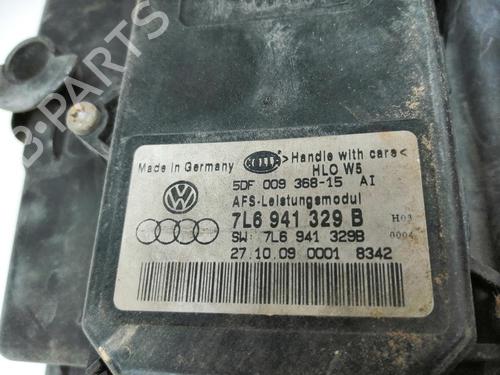 B-PARTS
Made in Germany HELLA >Handle with care<
HLO W5
5DF 009 368-15 AI
AFS-Leistungsmodul
7L6 941 329 B H03
SW: 7L6 941 329B 0004
27.10.09 0001 8342